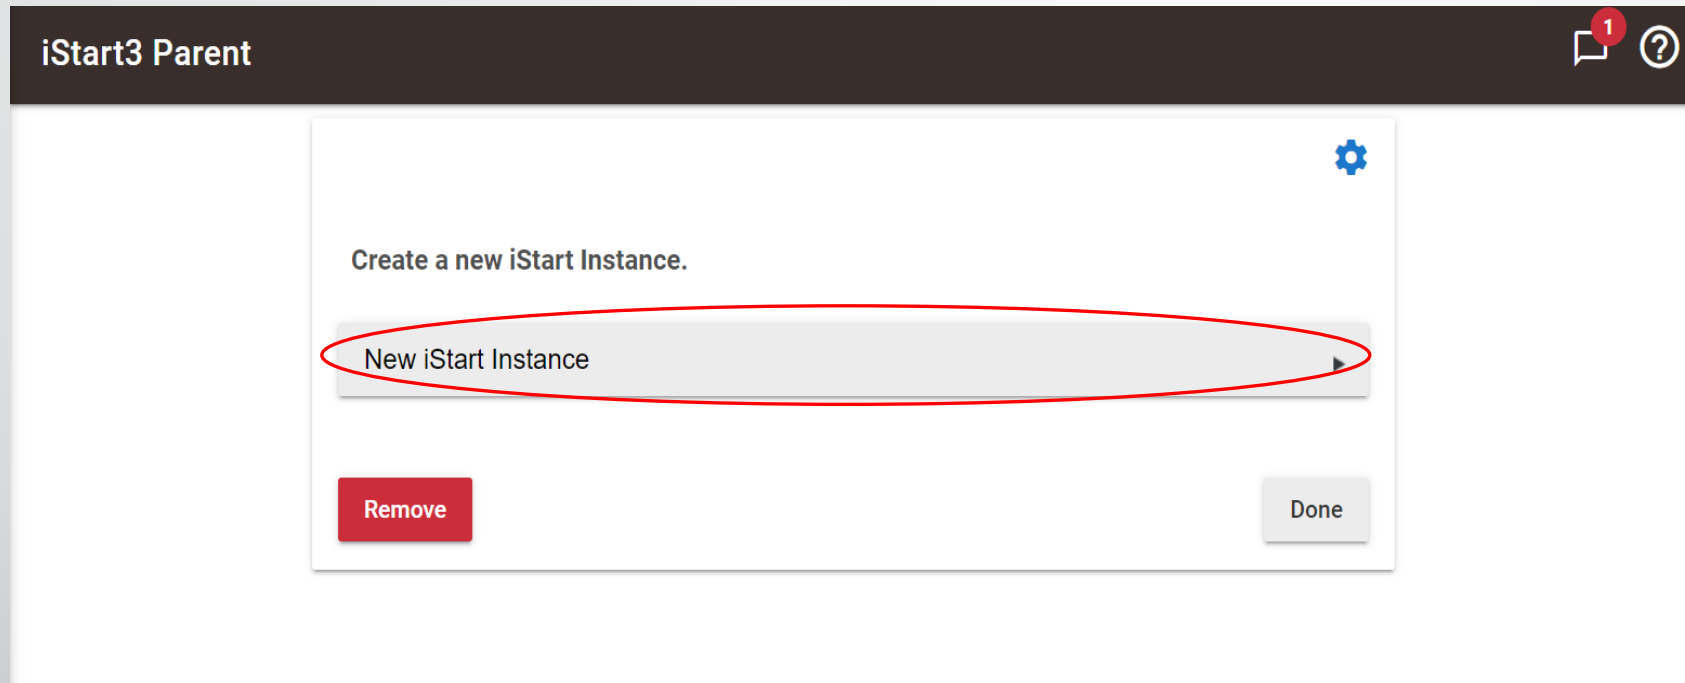 iStart3 Parent
1
?
Create a new iStart Instance.
New iStart Instance
Remove
Done